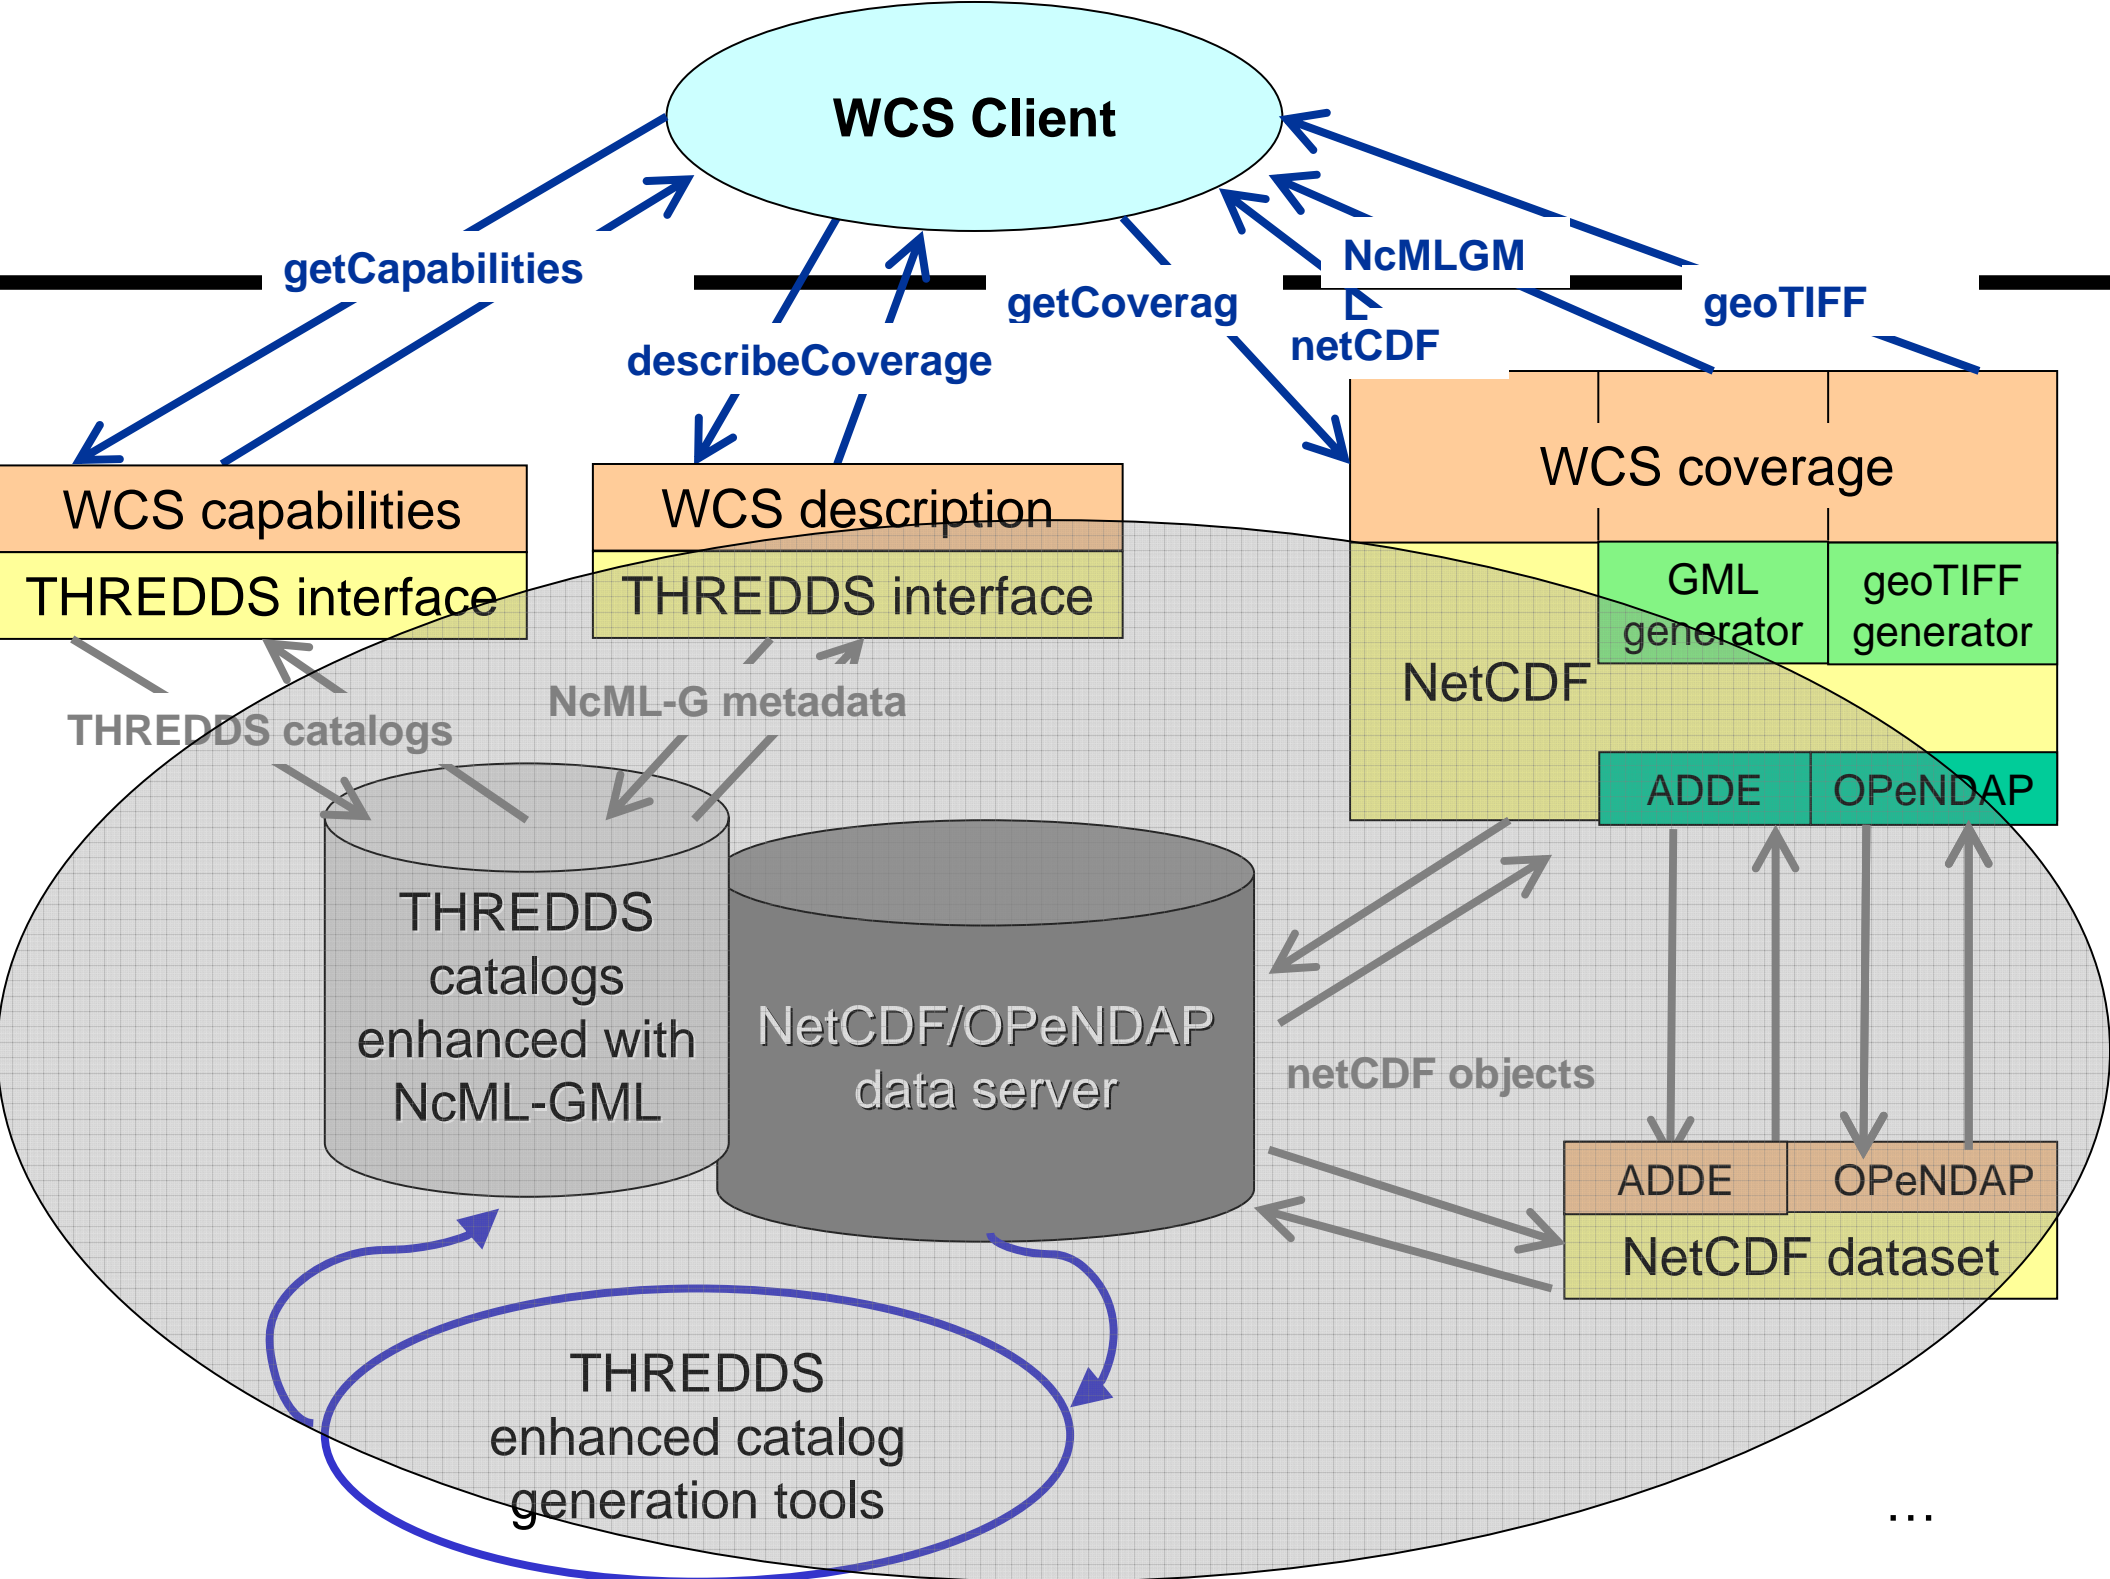 WCS Client
getCapabilities
NcMLGM
L
getCoverag
geoTIFF
netCDF
describeCoverage
WCS capabilities
THREDDS interface
WCS description
THREDDS interface
WCS coverage
GML
generator
geoTIFF
generator
NetCDF
ADDE
OPeNDAP
THREDDS catalogs
NcML-G metadata
THREDDS
catalogs
enhanced with
NcML-GML
NetCDF/OPeNDAP
data server
netCDF objects
ADDE
OPeNDAP
NetCDF dataset
THREDDS
enhanced catalog
generation tools
…